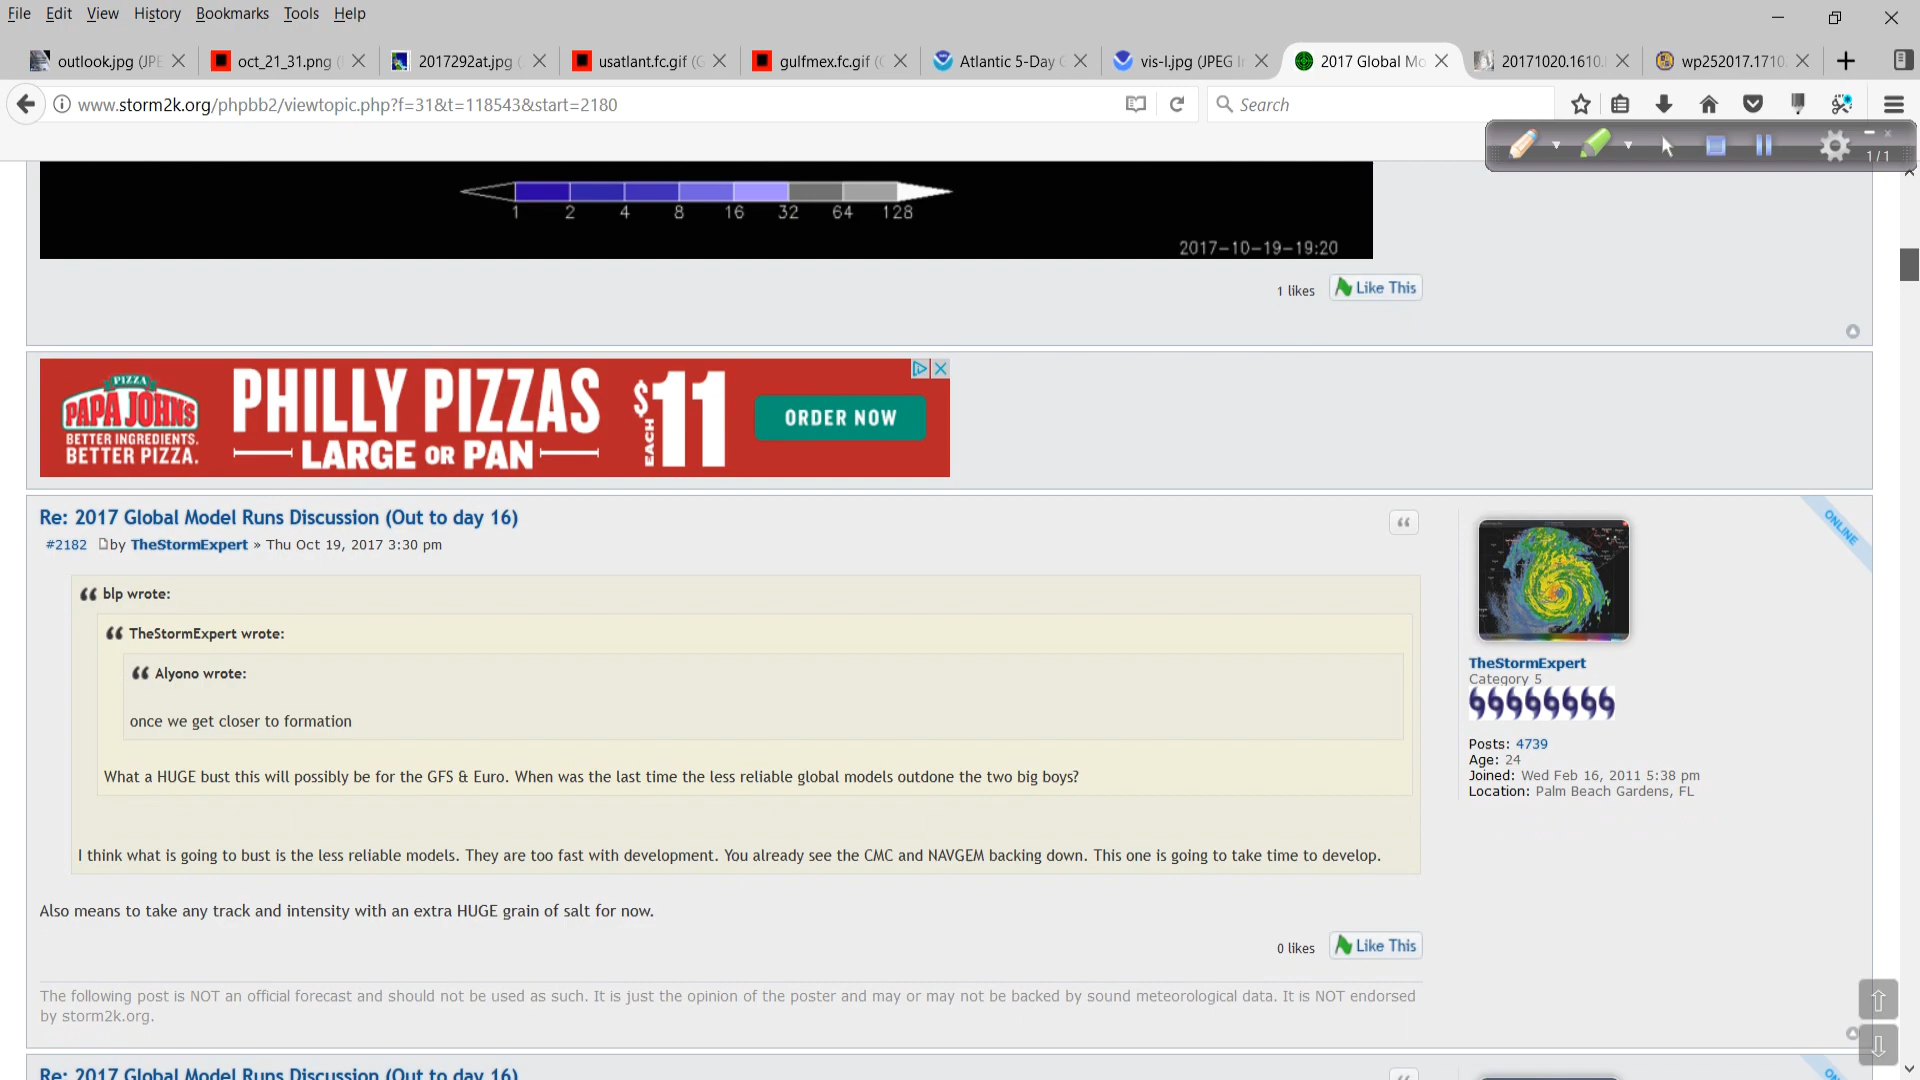 File Edit View History Bookmarks Tools Help
outlook.jpg (JPE
oct_21_31.png (
2017292at.jpg (
usatlant.fc.gif (G
gulfmex.fc.gif (G
Atlantic 5-Day G
vis-l.jpg (JPEG I
2017 Global Mo
20171020.1610.
wp252017.1710.
www.storm2k.org/phpbb2/viewtopic.php?f=31&t=118543&start=2180
Search
1/1
1 2 4 8 16 32 64 128
2017-10-19-19:20
1 likes Like This
PIZZA
PAPA JOHN'S
BETTER INGREDIENTS.
BETTER PIZZA.
PHILLY PIZZAS
LARGE OR PAN
$11
EACH
ORDER NOW
Re: 2017 Global Model Runs Discussion (Out to day 16)
#2182 by TheStormExpert » Thu Oct 19, 2017 3:30 pm
blp wrote:
TheStormExpert wrote:
Alyono wrote:
once we get closer to formation
What a HUGE bust this will possibly be for the GFS & Euro. When was the last time the less reliable global models outdone the two big boys?
I think what is going to bust is the less reliable models. They are too fast with development. You already see the CMC and NAVGEM backing down. This one is going to take time to develop.
Also means to take any track and intensity with an extra HUGE grain of salt for now.
0 likes Like This
The following post is NOT an official forecast and should not be used as such. It is just the opinion of the poster and may or may not be backed by sound meteorological data. It is NOT endorsed
by storm2k.org.
ONLINE
TheStormExpert
Category 5
Posts: 4739
Age: 24
Joined: Wed Feb 16, 2011 5:38 pm
Location: Palm Beach Gardens, FL
Re: 2017 Global Model Runs Discussion (Out to day 16)